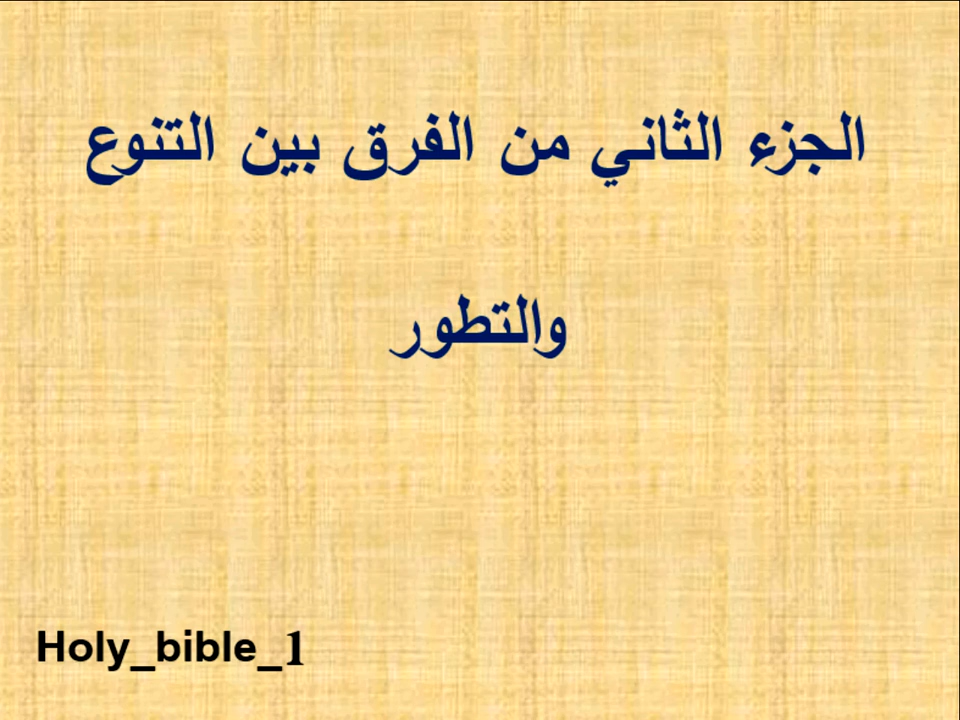 الجزء الثاني من الفرق بين التنوع
والتطور
Holy_bible_1